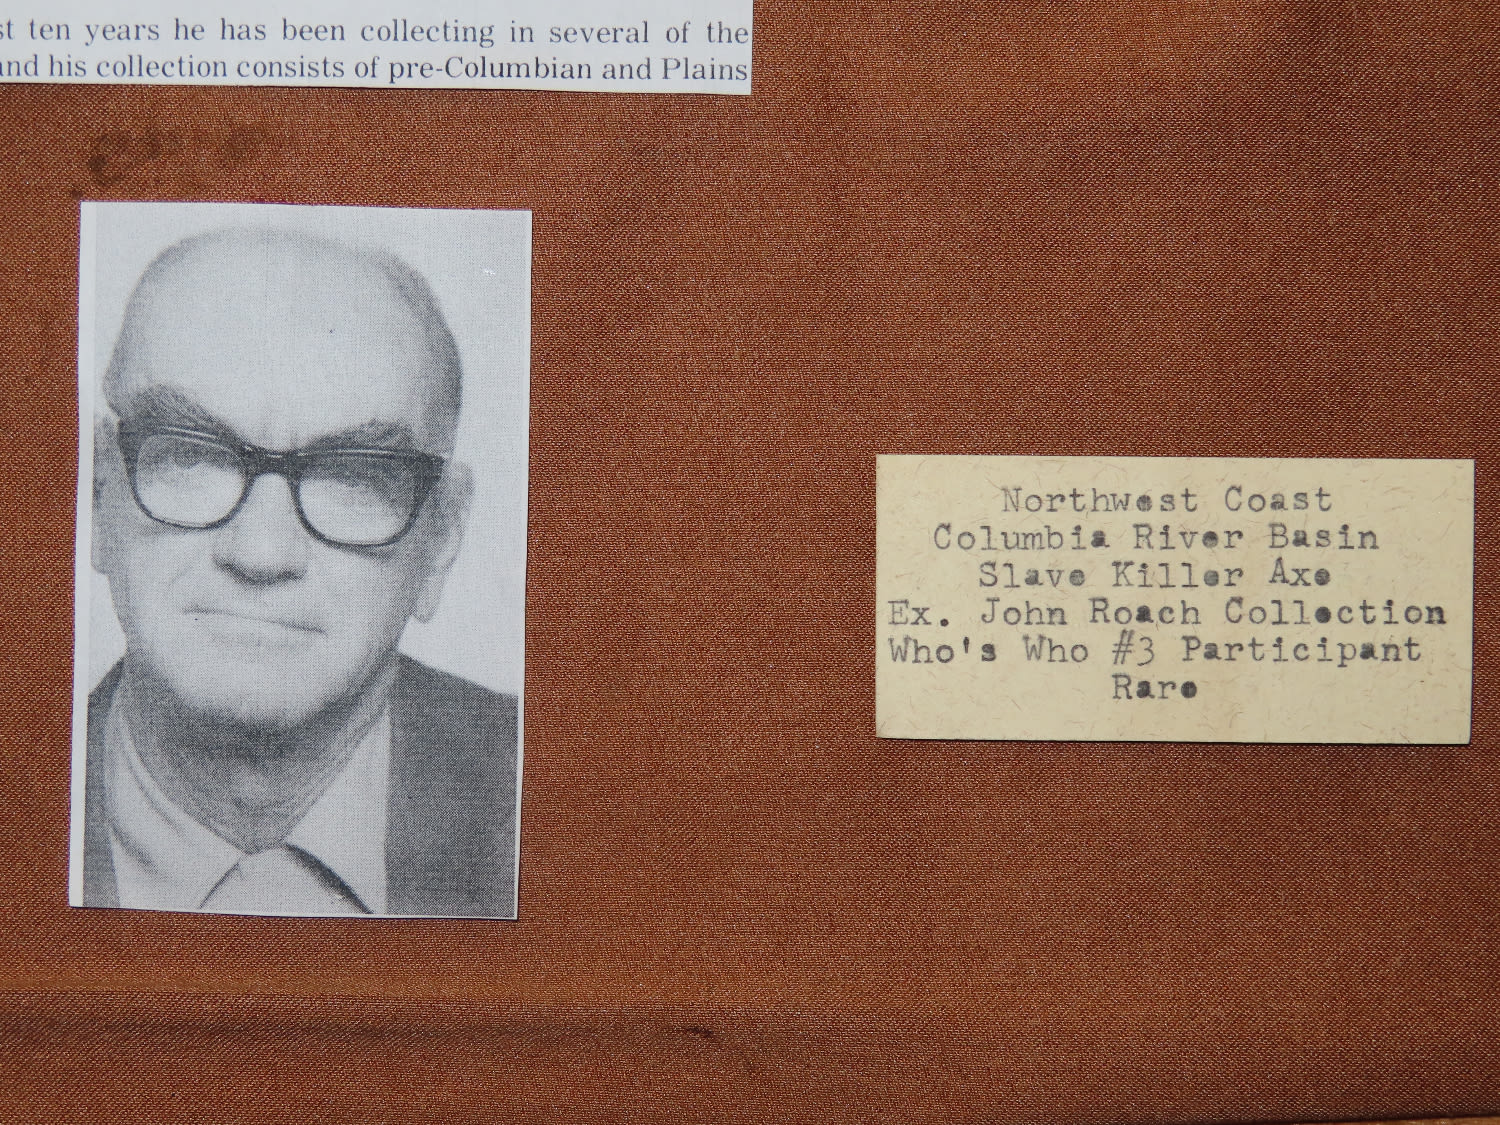 st ten years he has been collecting in several of the
and his collection consists of pre-Columbian and Plains
Northwest Coast
Columbia River Basin
Slave Killer Axe
Ex. John Roach Collection
Who's Who #3 Participant
Rare